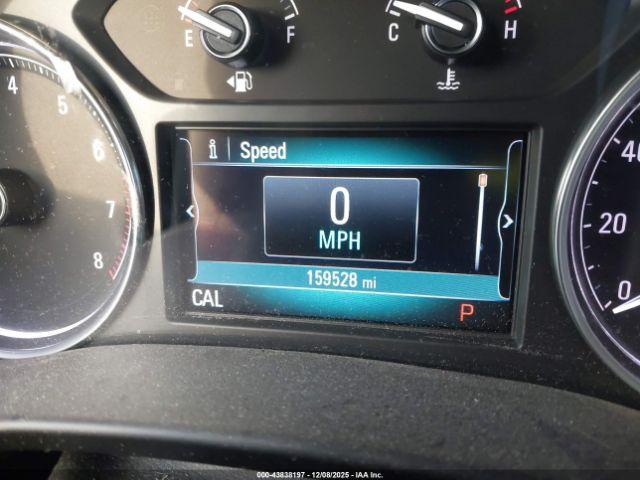 E F C H
4 5 6 7 8
i Speed
0
MPH
159528 mi
CAL P
40
20
0
000-43838197 - 12/08/2025 - IAA Inc.